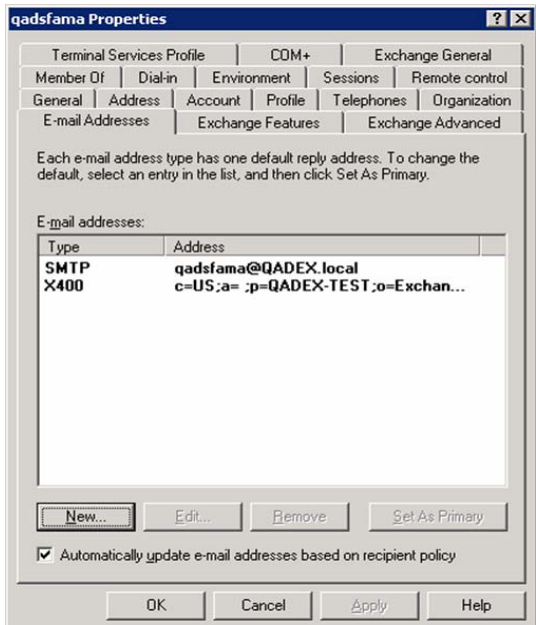 qadsfama Properties
Terminal Services Profile COM+ Exchange General
Member Of Dial-in Environment Sessions Remote control
General Address Account Profile Telephones Organization
E-mail Addresses Exchange Features Exchange Advanced
Each e-mail address type has one default reply address. To change the
default, select an entry in the list, and then click Set As Primary.
E-mail addresses:
Type Address
SMTP qadsfama@QADEX.local
X400 c=US;a= ;p=QADEX-TEST;o=Exchan...
New... Edit... Remove Set As Primary
Automatically update e-mail addresses based on recipient policy
OK Cancel Apply Help